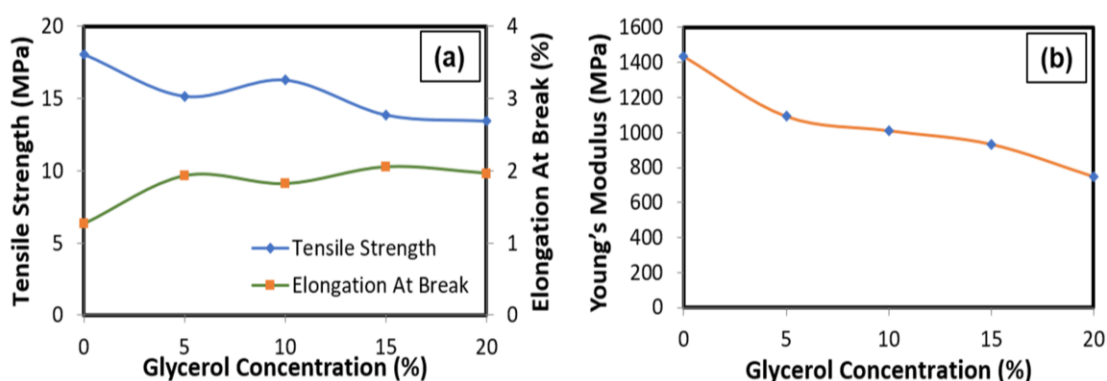 20
15
10
5
0
Tensile Strength (MPa)
(a)
Tensile Strength
Elongation At Break
4
3
2
1
0
Elongation At Break (%)
0 5 10 15 20
Glycerol Concentration (%)
1600
1400
1200
1000
800
600
400
200
0
Young's Modulus (MPa)
(b)
0 5 10 15 20
Glycerol Concentration (%)